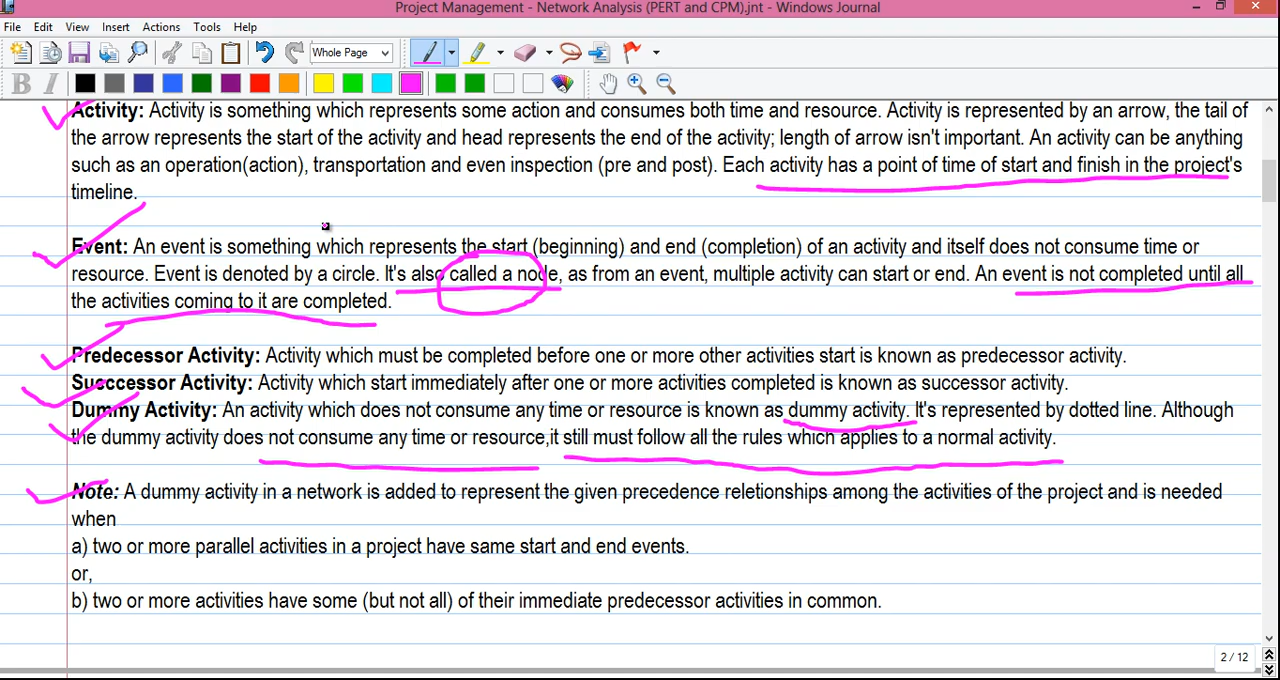 Project Management - Network Analysis (PERT and CPM).jnt - Windows Journal
File Edit View Insert Actions Tools Help
Whole Page
B I
Activity: Activity is something which represents some action and consumes both time and resource. Activity is represented by an arrow, the tail of
the arrow represents the start of the activity and head represents the end of the activity; length of arrow isn't important. An activity can be anything
such as an operation(action), transportation and even inspection (pre and post). Each activity has a point of time of start and finish in the project's
timeline.
Event: An event is something which represents the start (beginning) and end (completion) of an activity and itself does not consume time or
resource. Event is denoted by a circle. It's also called a node, as from an event, multiple activity can start or end. An event is not completed until all
the activities coming to it are completed.
Predecessor Activity: Activity which must be completed before one or more other activities start is known as predecessor activity.
Succcessor Activity: Activity which start immediately after one or more activities completed is known as successor activity.
Dummy Activity: An activity which does not consume any time or resource is known as dummy activity. It's represented by dotted line. Although
the dummy activity does not consume any time or resource,it still must follow all the rules which applies to a normal activity.
Note: A dummy activity in a network is added to represent the given precedence reletionships among the activities of the project and is needed
when
a) two or more parallel activities in a project have same start and end events.
or,
b) two or more activities have some (but not all) of their immediate predecessor activities in common.
2 / 12